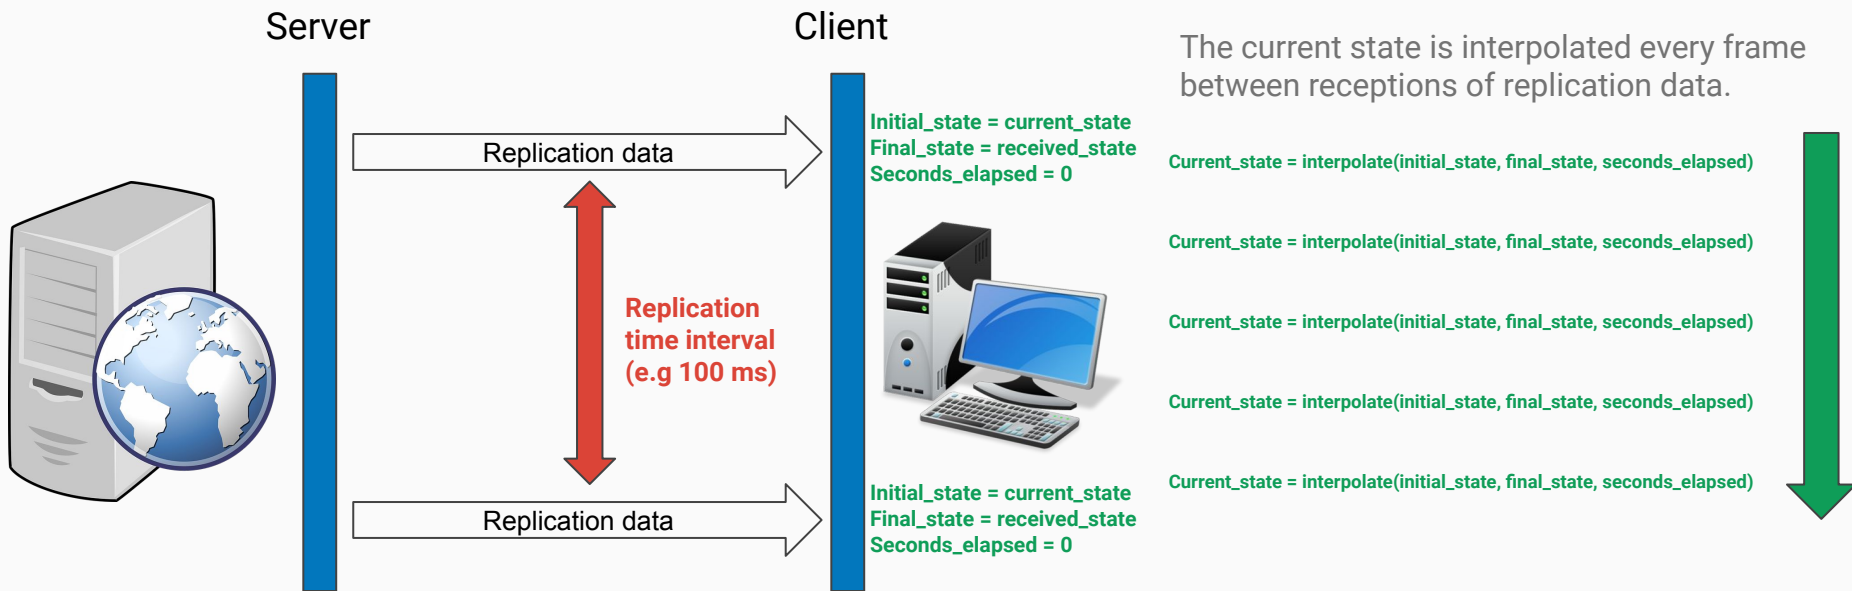 Server
Client
The current state is interpolated every frame
between receptions of replication data.
Replication data
Initial_state = current_state
Final_state = received_state
Seconds_elapsed = 0
Current_state = interpolate(initial_state, final_state, seconds_elapsed)
Current_state = interpolate(initial_state, final_state, seconds_elapsed)
Replication
time interval
(e.g 100 ms)
Current_state = interpolate(initial_state, final_state, seconds_elapsed)
Current_state = interpolate(initial_state, final_state, seconds_elapsed)
Current_state = interpolate(initial_state, final_state, seconds_elapsed)
Replication data
Initial_state = current_state
Final_state = received_state
Seconds_elapsed = 0